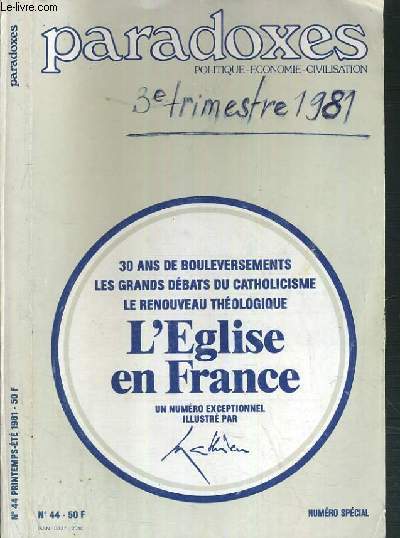 le-livre.com
paradoxes
paradoxes
POLITIQUE-ECONOMIE-CIVILISATION
3e trimestre 1981
30 ANS DE BOULEVERSEMENTS
LES GRANDS DÉBATS DU CATHOLICISME
LE RENOUVEAU THÉOLOGIQUE
L'Eglise
en France
UN NUMÉRO EXCEPTIONNEL
ILLUSTRÉ PAR
Mathieu
N° 44 PRINTEMPS-ÉTÉ 1981 - 50 F
N° 44 - 50 F
NUMÉRO SPÉCIAL